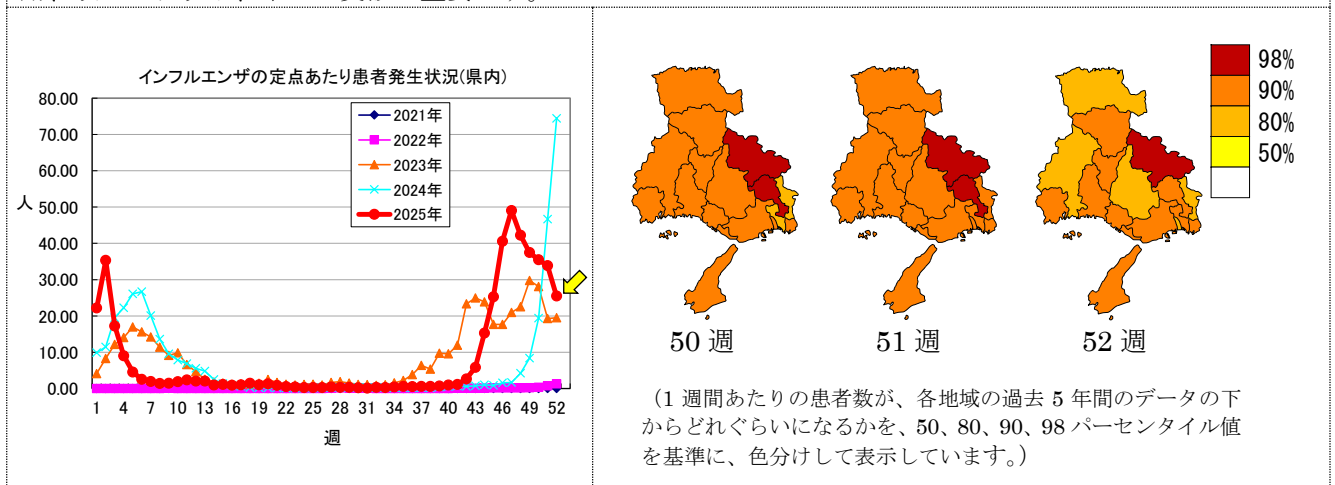 インフルエンザの定点あたり患者発生状況(県内)
80.00
70.00
60.00
50.00
40.00
30.00
20.00
10.00
0.00
人
2021年
2022年
2023年
2024年
2025年
1 4 7 10 13 16 19 22 25 28 31 34 37 40 43 46 49 52
週
98%
90%
80%
50%
50 週
51 週
52 週
(1 週間あたりの患者数が、各地域の過去 5 年間のデータの下
からどれぐらいになるかを、50、80、90、98 パーセンタイル値
を基準に、色分けして表示しています。)